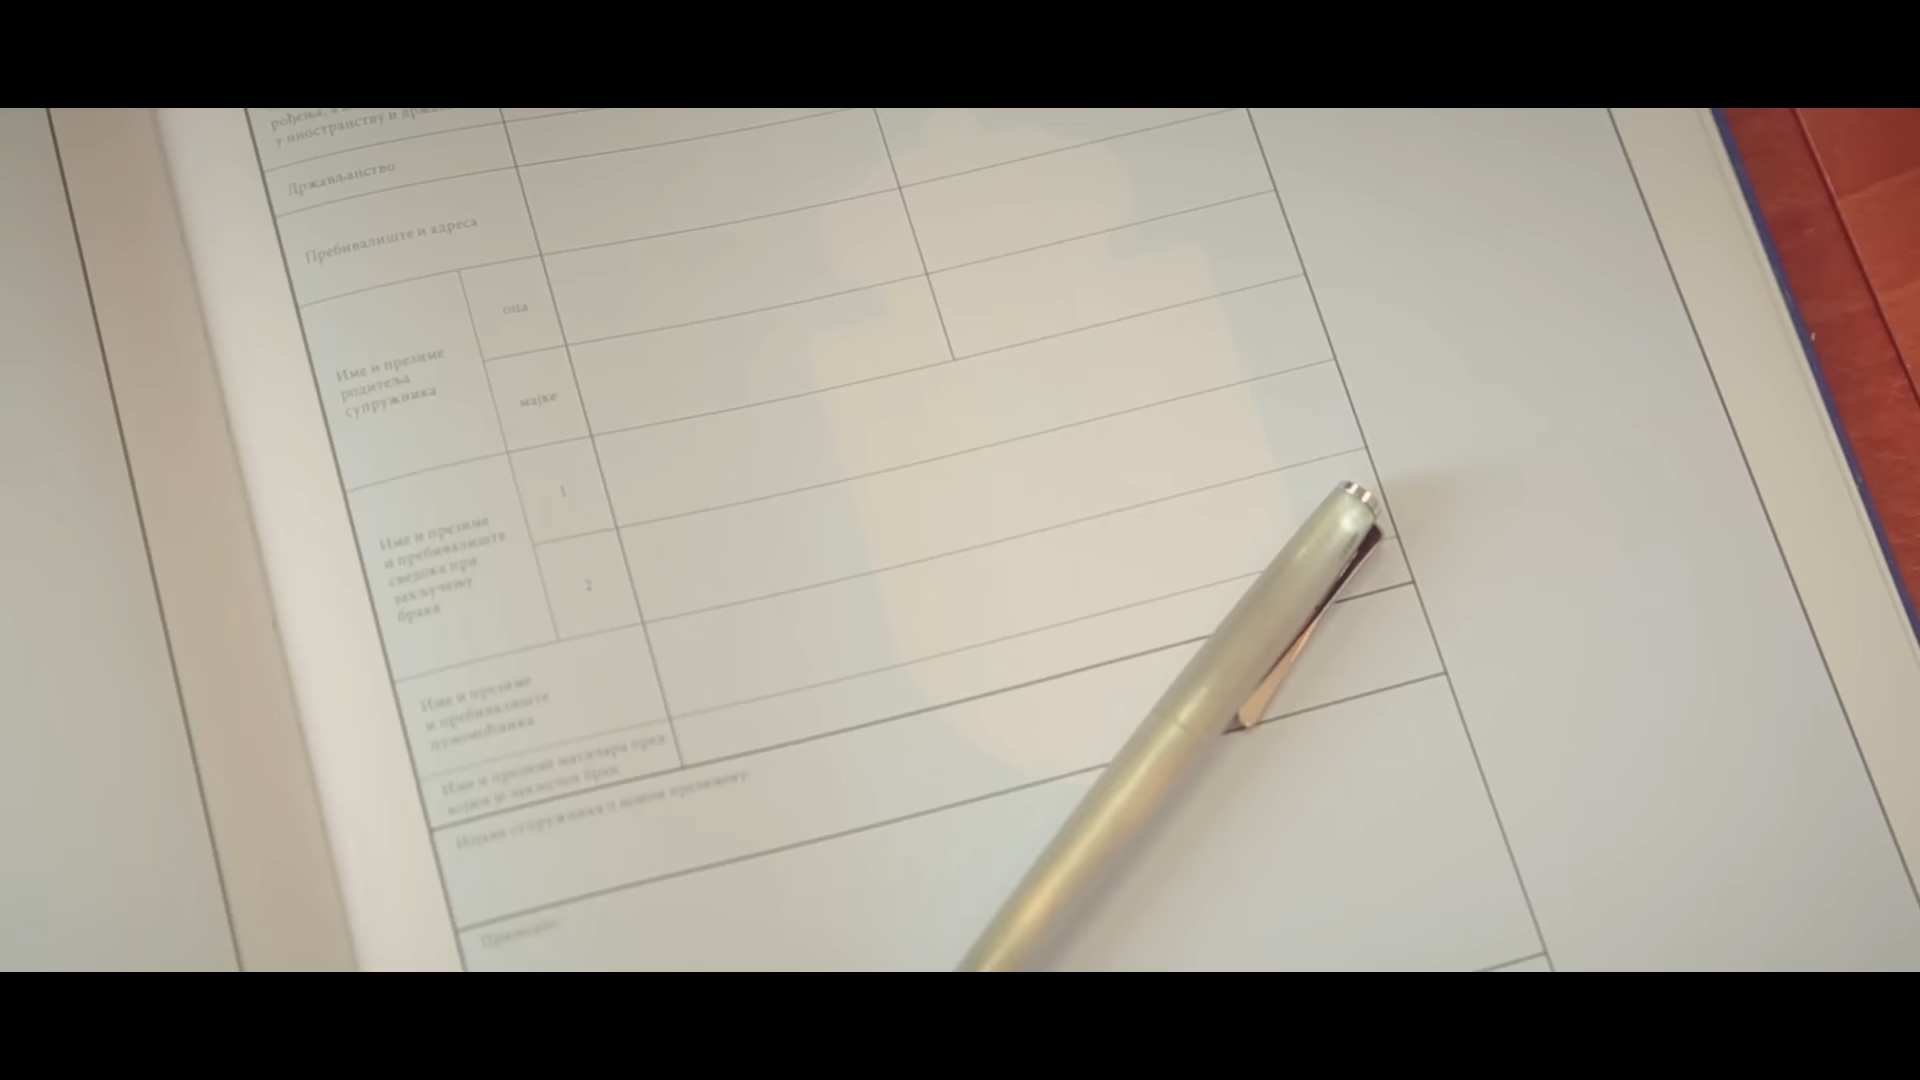 рођења, а
у иностранству и држа
Држављанство
Пребивалиште и адреса
Име и презиме
родитеља
супружника
оца
мајке
Име и презиме
и пребивалиште
сведока при
закључењу
брака
1
2
Име и презиме
и пребивалиште
пуномоћника
Име и презиме матичара пред
којим је закључен брак
Изјава супружника о новом презимену: